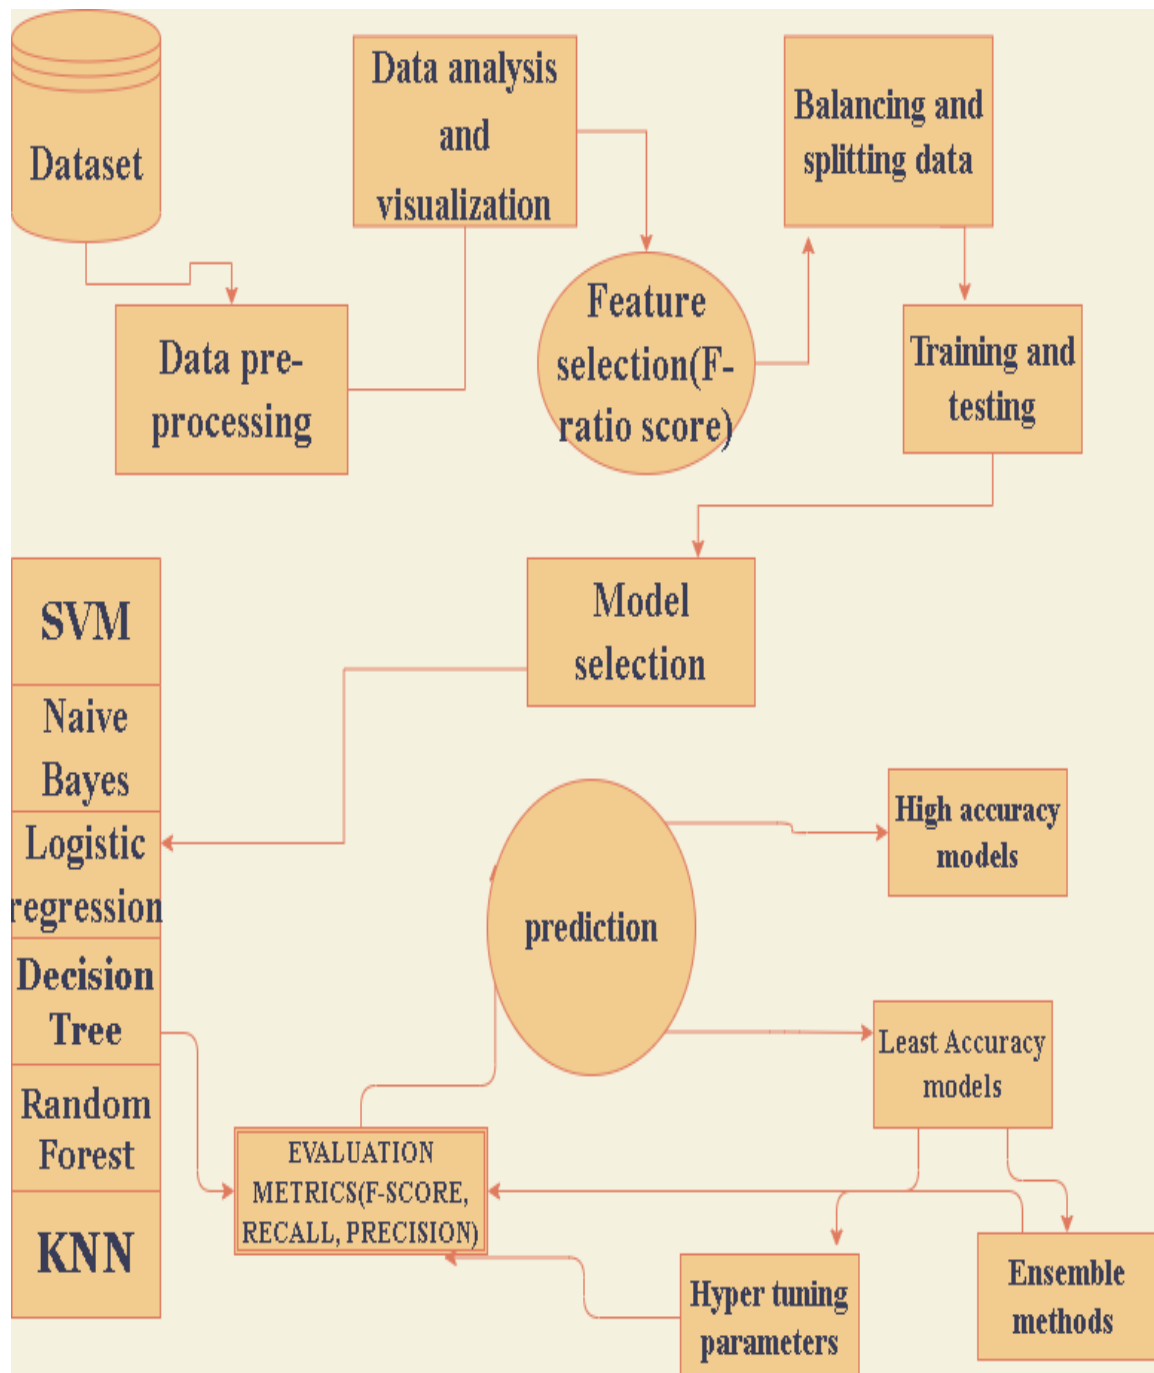 Dataset
Data pre-
processing
Data analysis
and
visualization
Feature
selection(F-
ratio score)
Balancing and
splitting data
Training and
testing
Model
selection
SVM
Naive
Bayes
Logistic
regression
Decision
Tree
Random
Forest
KNN
EVALUATION
METRICS(F-SCORE,
RECALL, PRECISION)
prediction
High accuracy
models
Least Accuracy
models
Hyper tuning
parameters
Ensemble
methods